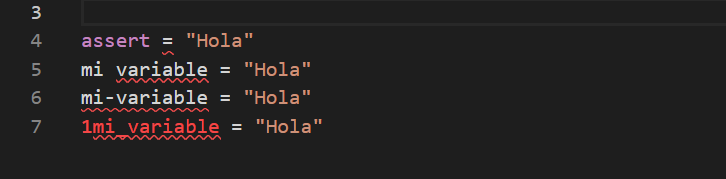 3
4 assert = "Hola"
5 mi variable = "Hola"
6 mi-variable = "Hola"
7 1mi_variable = "Hola"